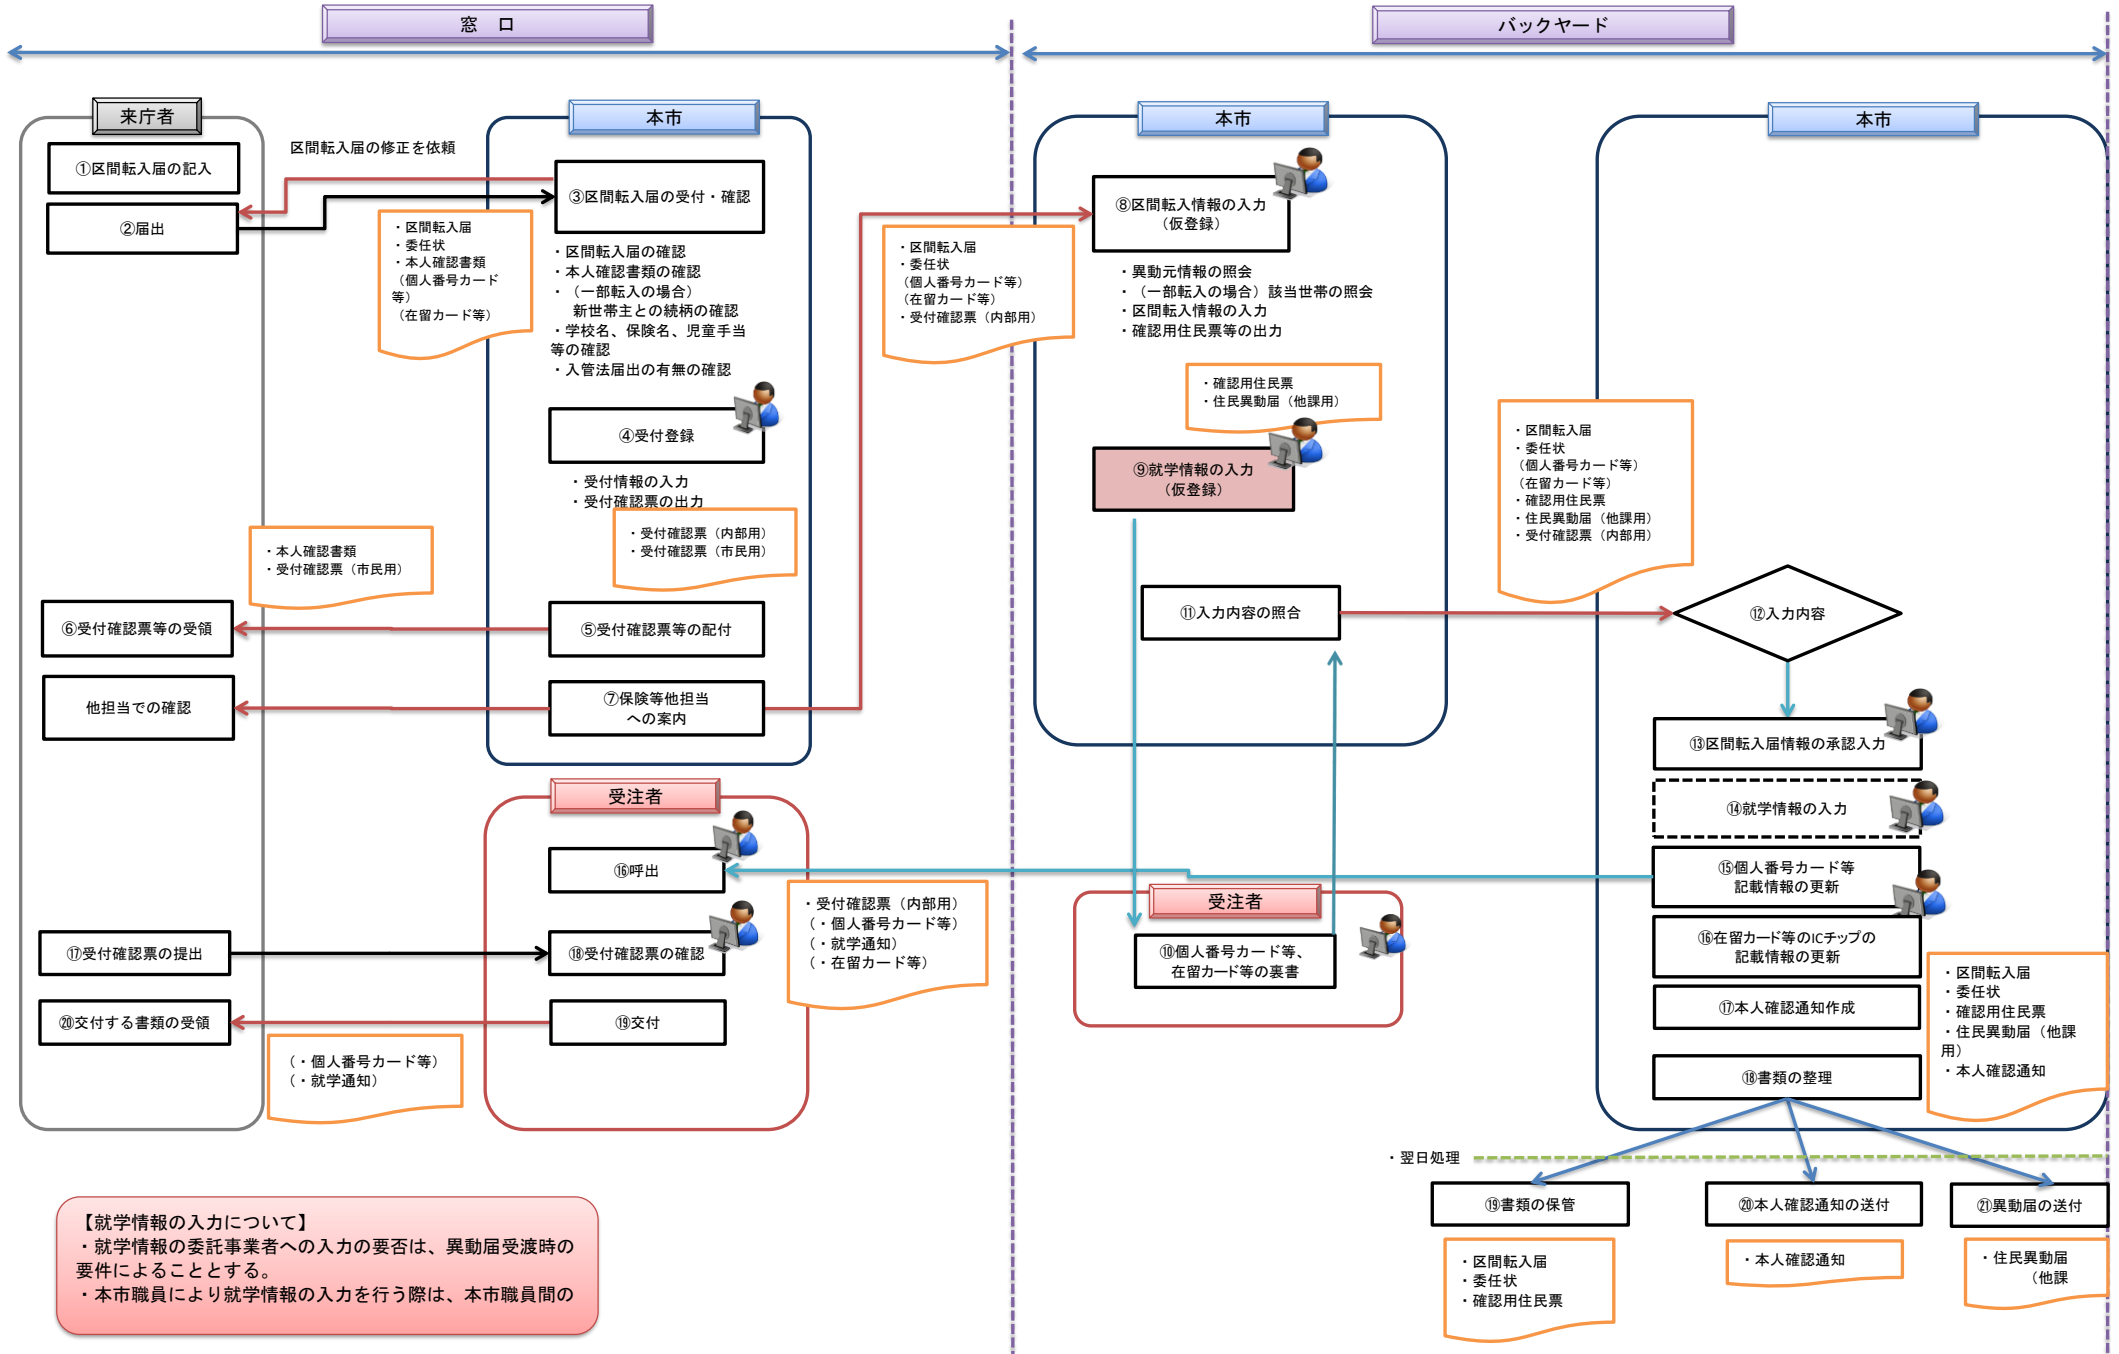 窓　口
バックヤード
来庁者
①区間転入届の記入
②届出
区間転入届の修正を依頼
・区間転入届
・委任状
・本人確認書類
（個人番号カード
等）
（在留カード等）
本市
③区間転入届の受付・確認
・区間転入届の確認
・本人確認書類の確認
・（一部転入の場合）
新世帯主との続柄の確認
・学校名、保険名、児童手当
等の確認
・入管法届出の有無の確認
④受付登録
・受付情報の入力
・受付確認票の出力
・受付確認票（内部用）
・受付確認票（市民用）
・本人確認書類
・受付確認票（市民用）
⑥受付確認票等の受領
⑤受付確認票等の配付
他担当での確認
⑦保険等他担当
への案内
・区間転入届
・委任状
（個人番号カード等）
（在留カード等）
・受付確認票（内部用）
本市
⑧区間転入情報の入力
（仮登録）
・異動元情報の照会
・（一部転入の場合）該当世帯の照会
・区間転入情報の入力
・確認用住民票等の出力
・確認用住民票
・住民異動届（他課用）
⑨就学情報の入力
（仮登録）
⑪入力内容の照合
受注者
⑩個人番号カード等、
在留カード等の裏書
本市
・区間転入届
・委任状
（個人番号カード等）
（在留カード等）
・確認用住民票
・住民異動届（他課用）
・受付確認票（内部用）
⑫入力内容
⑬区間転入届情報の承認入力
⑭就学情報の入力
⑮個人番号カード等
記載情報の更新
⑯在留カード等のICチップの
記載情報の更新
⑰本人確認通知作成
⑱書類の整理
・区間転入届
・委任状
・確認用住民票
・住民異動届（他課
用）
・本人確認通知
受注者
⑯呼出
・受付確認票（内部用）
（・個人番号カード等）
（・就学通知）
（・在留カード等）
⑰受付確認票の提出
⑱受付確認票の確認
⑳交付する書類の受領
⑲交付
（・個人番号カード等）
（・就学通知）
・翌日処理
⑲書類の保管
⑳本人確認通知の送付
㉑異動届の送付
・区間転入届
・委任状
・確認用住民票
・本人確認通知
・住民異動届
（他課
【就学情報の入力について】
・就学情報の委託事業者への入力の要否は、異動届受渡時の
要件によることとする。
・本市職員により就学情報の入力を行う際は、本市職員間の